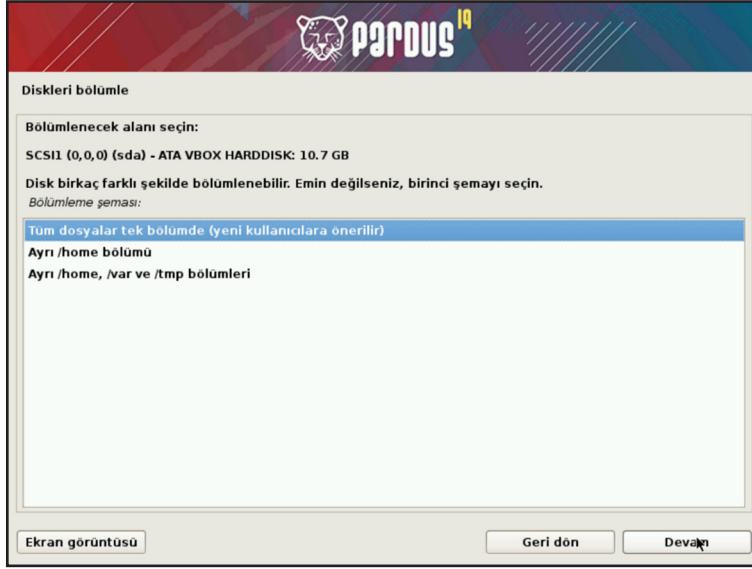 pardus 19
Diskleri bölümle
Bölümlenecek alanı seçin:
SCSI1 (0,0,0) (sda) - ATA VBOX HARDDISK: 10.7 GB
Disk birkaç farklı şekilde bölümlenebilir. Emin değilseniz, birinci şemayı seçin.
Bölümleme şeması:
Tüm dosyalar tek bölümde (yeni kullanıcılara önerilir)
Ayrı /home bölümü
Ayrı /home, /var ve /tmp bölümleri
Ekran görüntüsü Geri dön Devam